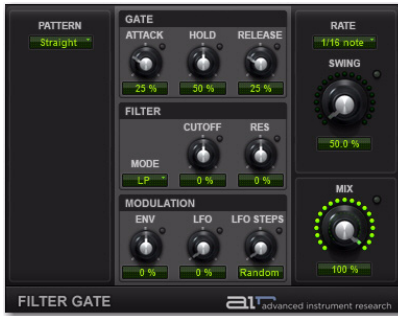 PATTERN
Straight
GATE
ATTACK HOLD RELEASE
25 % 50 % 25 %
FILTER
CUTOFF RES
MODE
LP 0 % 0 %
MODULATION
ENV LFO LFO STEPS
0 % 0 % Random
RATE
1/16 note
SWING
50.0 %
MIX
100 %
FILTER GATE
AIR advanced instrument research